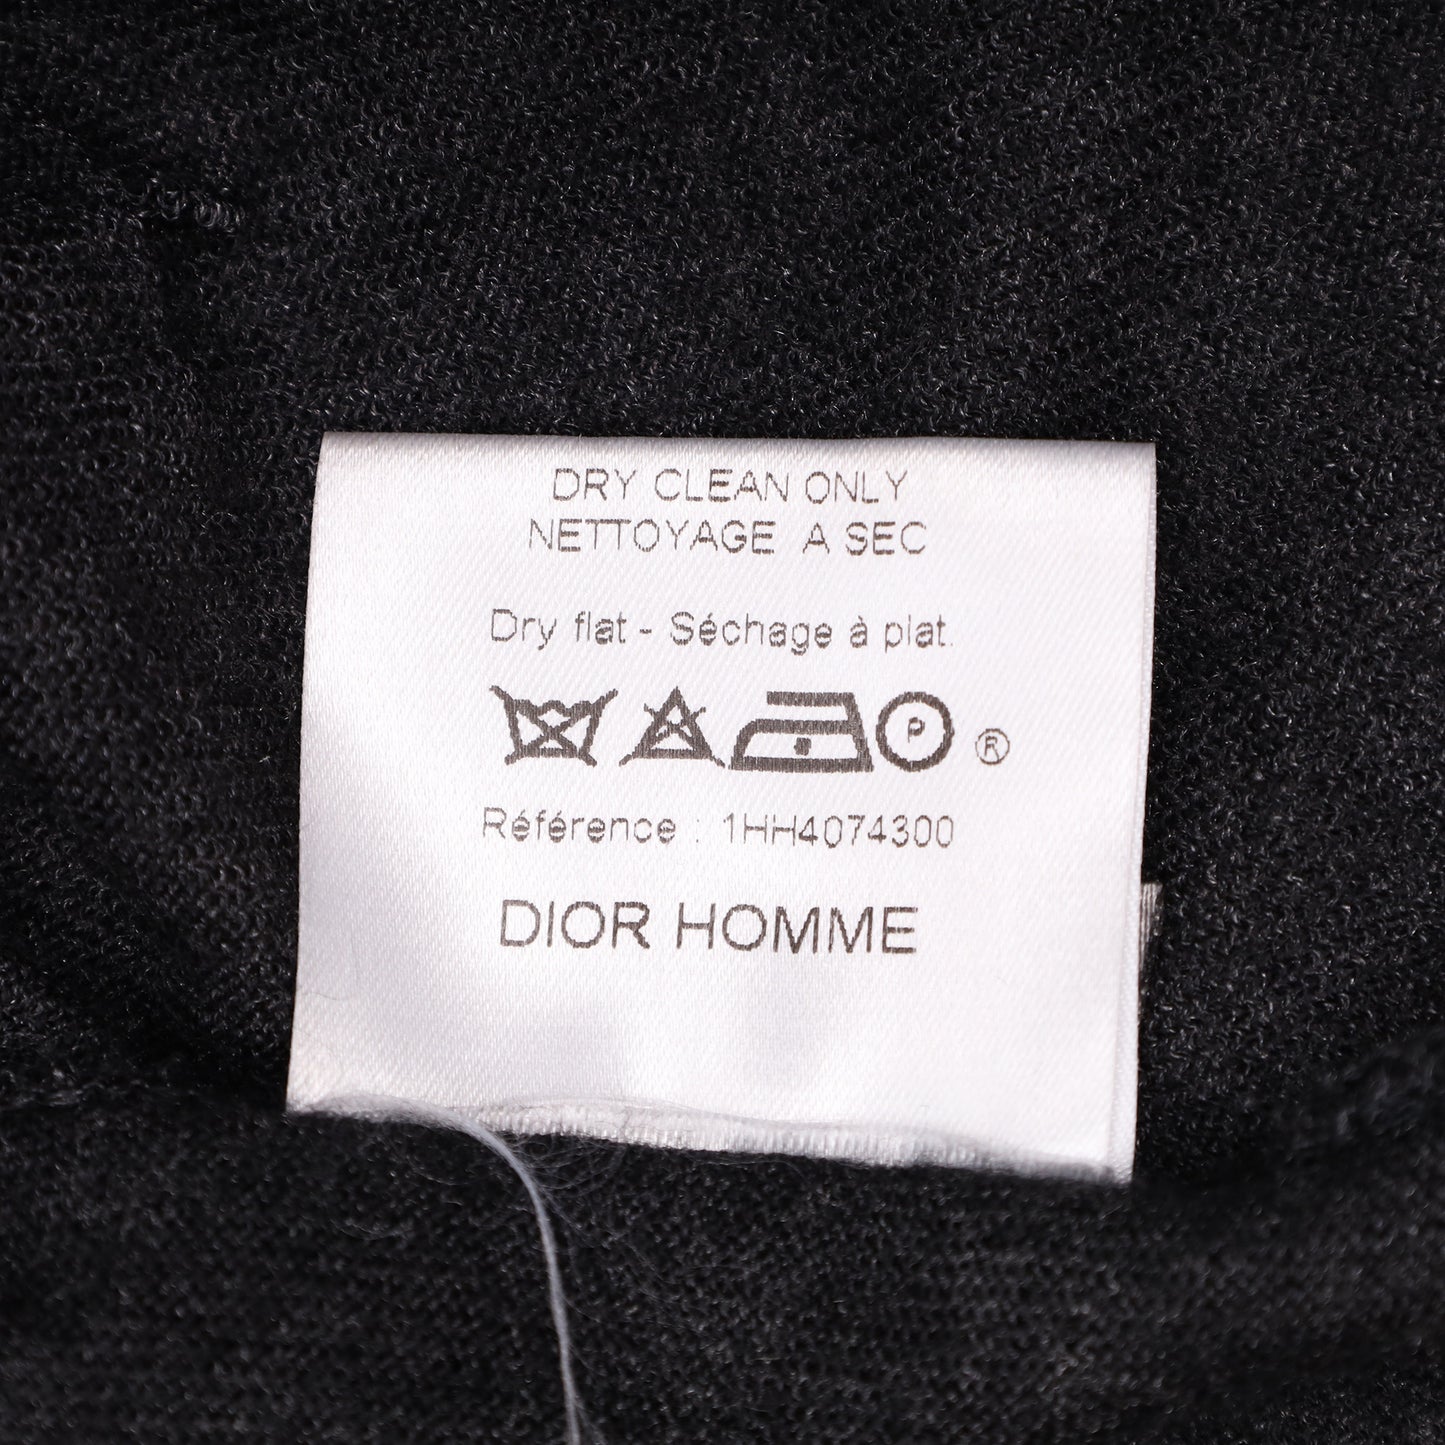 DRY CLEAN ONLY
NETTOYAGE A SEC
Dry flat - Séchage à plat.
P ®
Référence : 1HH4074300
DIOR HOMME